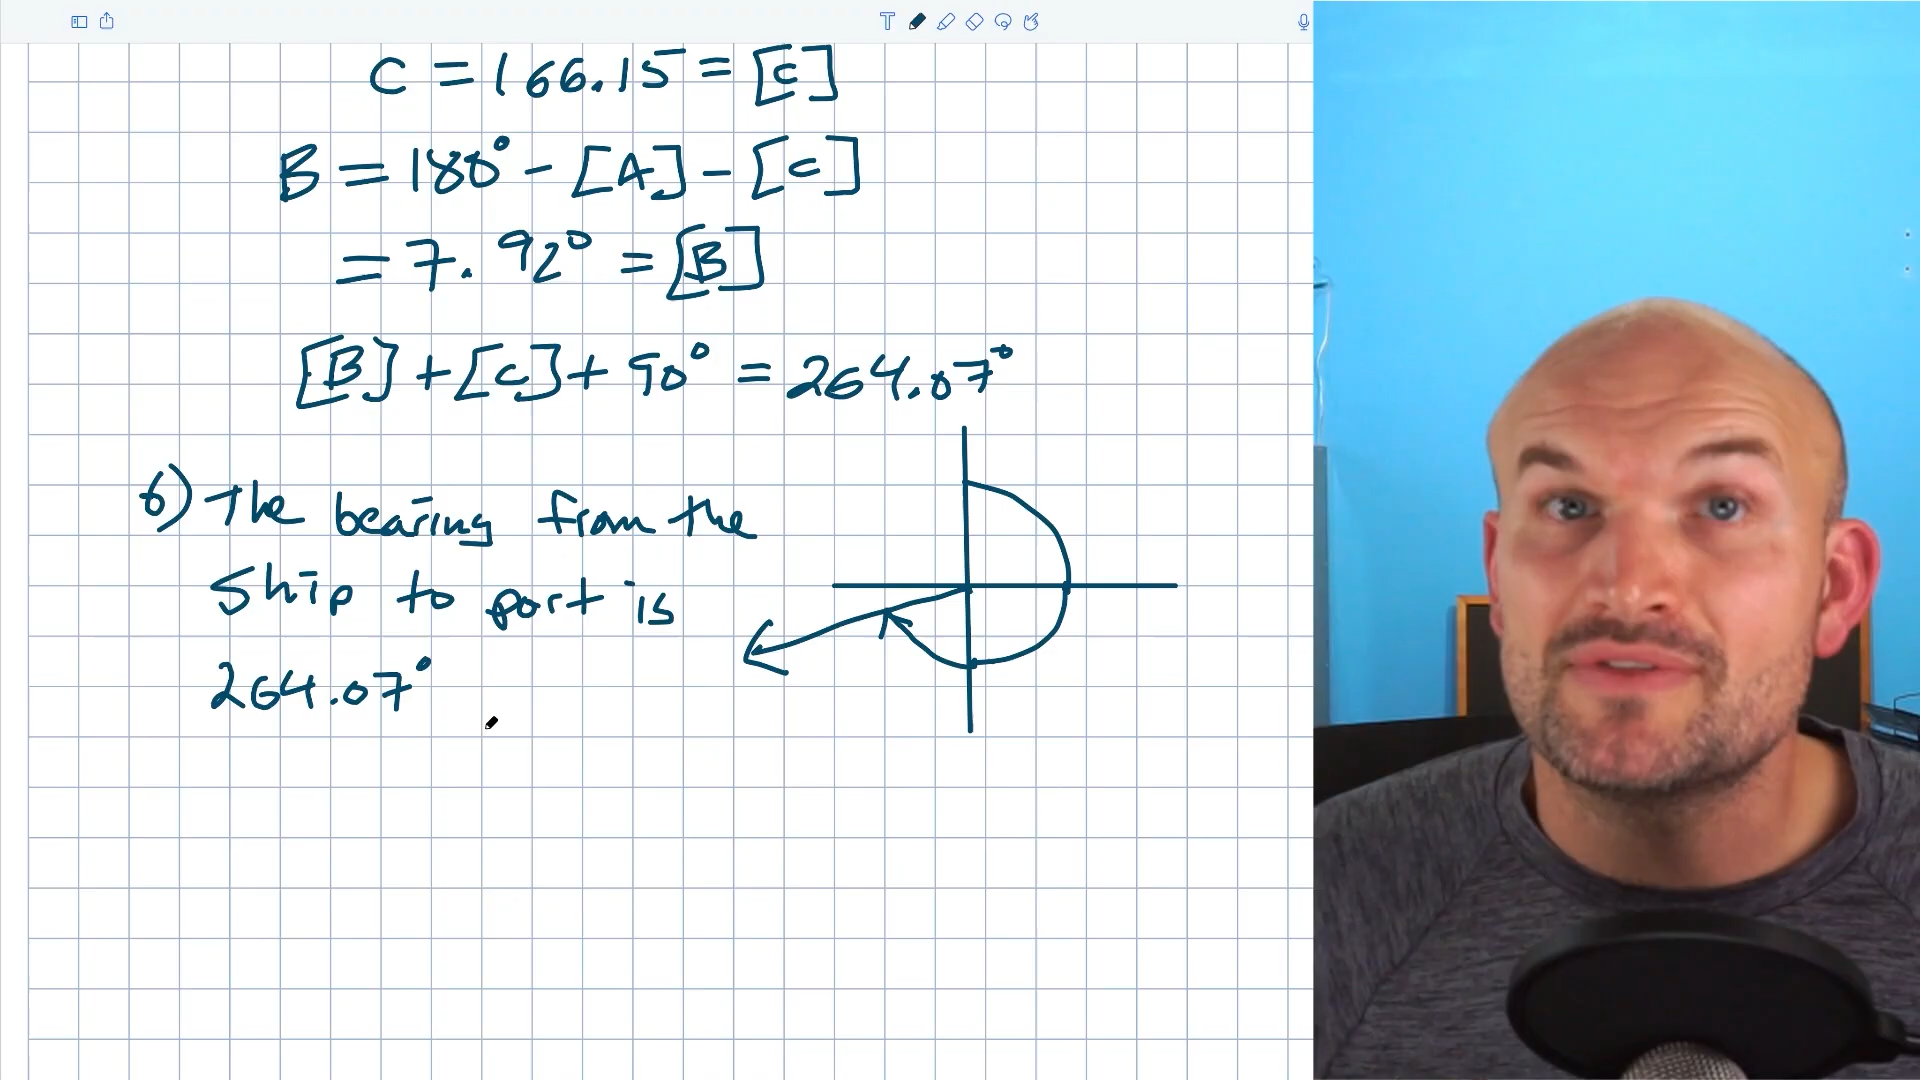 C = 166.15 = [C]
B = 180° - [A] - [C]
= 7.92° = [B]
[B] + [C] + 90° = 264.07°
6) The bearing from the
Ship to port is
264.07°